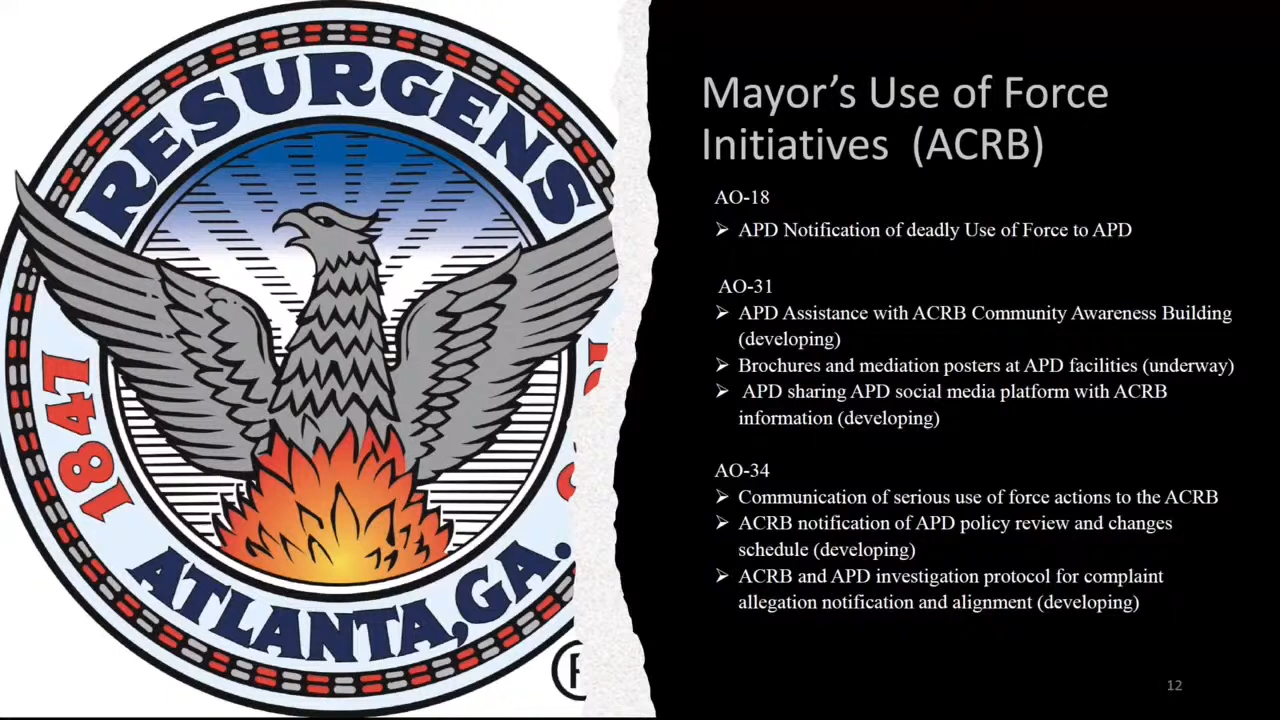 RESURGENS
1847
ATLANTA, GA.
R
Mayor's Use of Force
Initiatives (ACRB)
AO-18
➢ APD Notification of deadly Use of Force to APD
AO-31
➢ APD Assistance with ACRB Community Awareness Building
(developing)
➢ Brochures and mediation posters at APD facilities (underway)
➢ APD sharing APD social media platform with ACRB
information (developing)
AO-34
➢ Communication of serious use of force actions to the ACRB
➢ ACRB notification of APD policy review and changes
schedule (developing)
➢ ACRB and APD investigation protocol for complaint
allegation notification and alignment (developing)
12